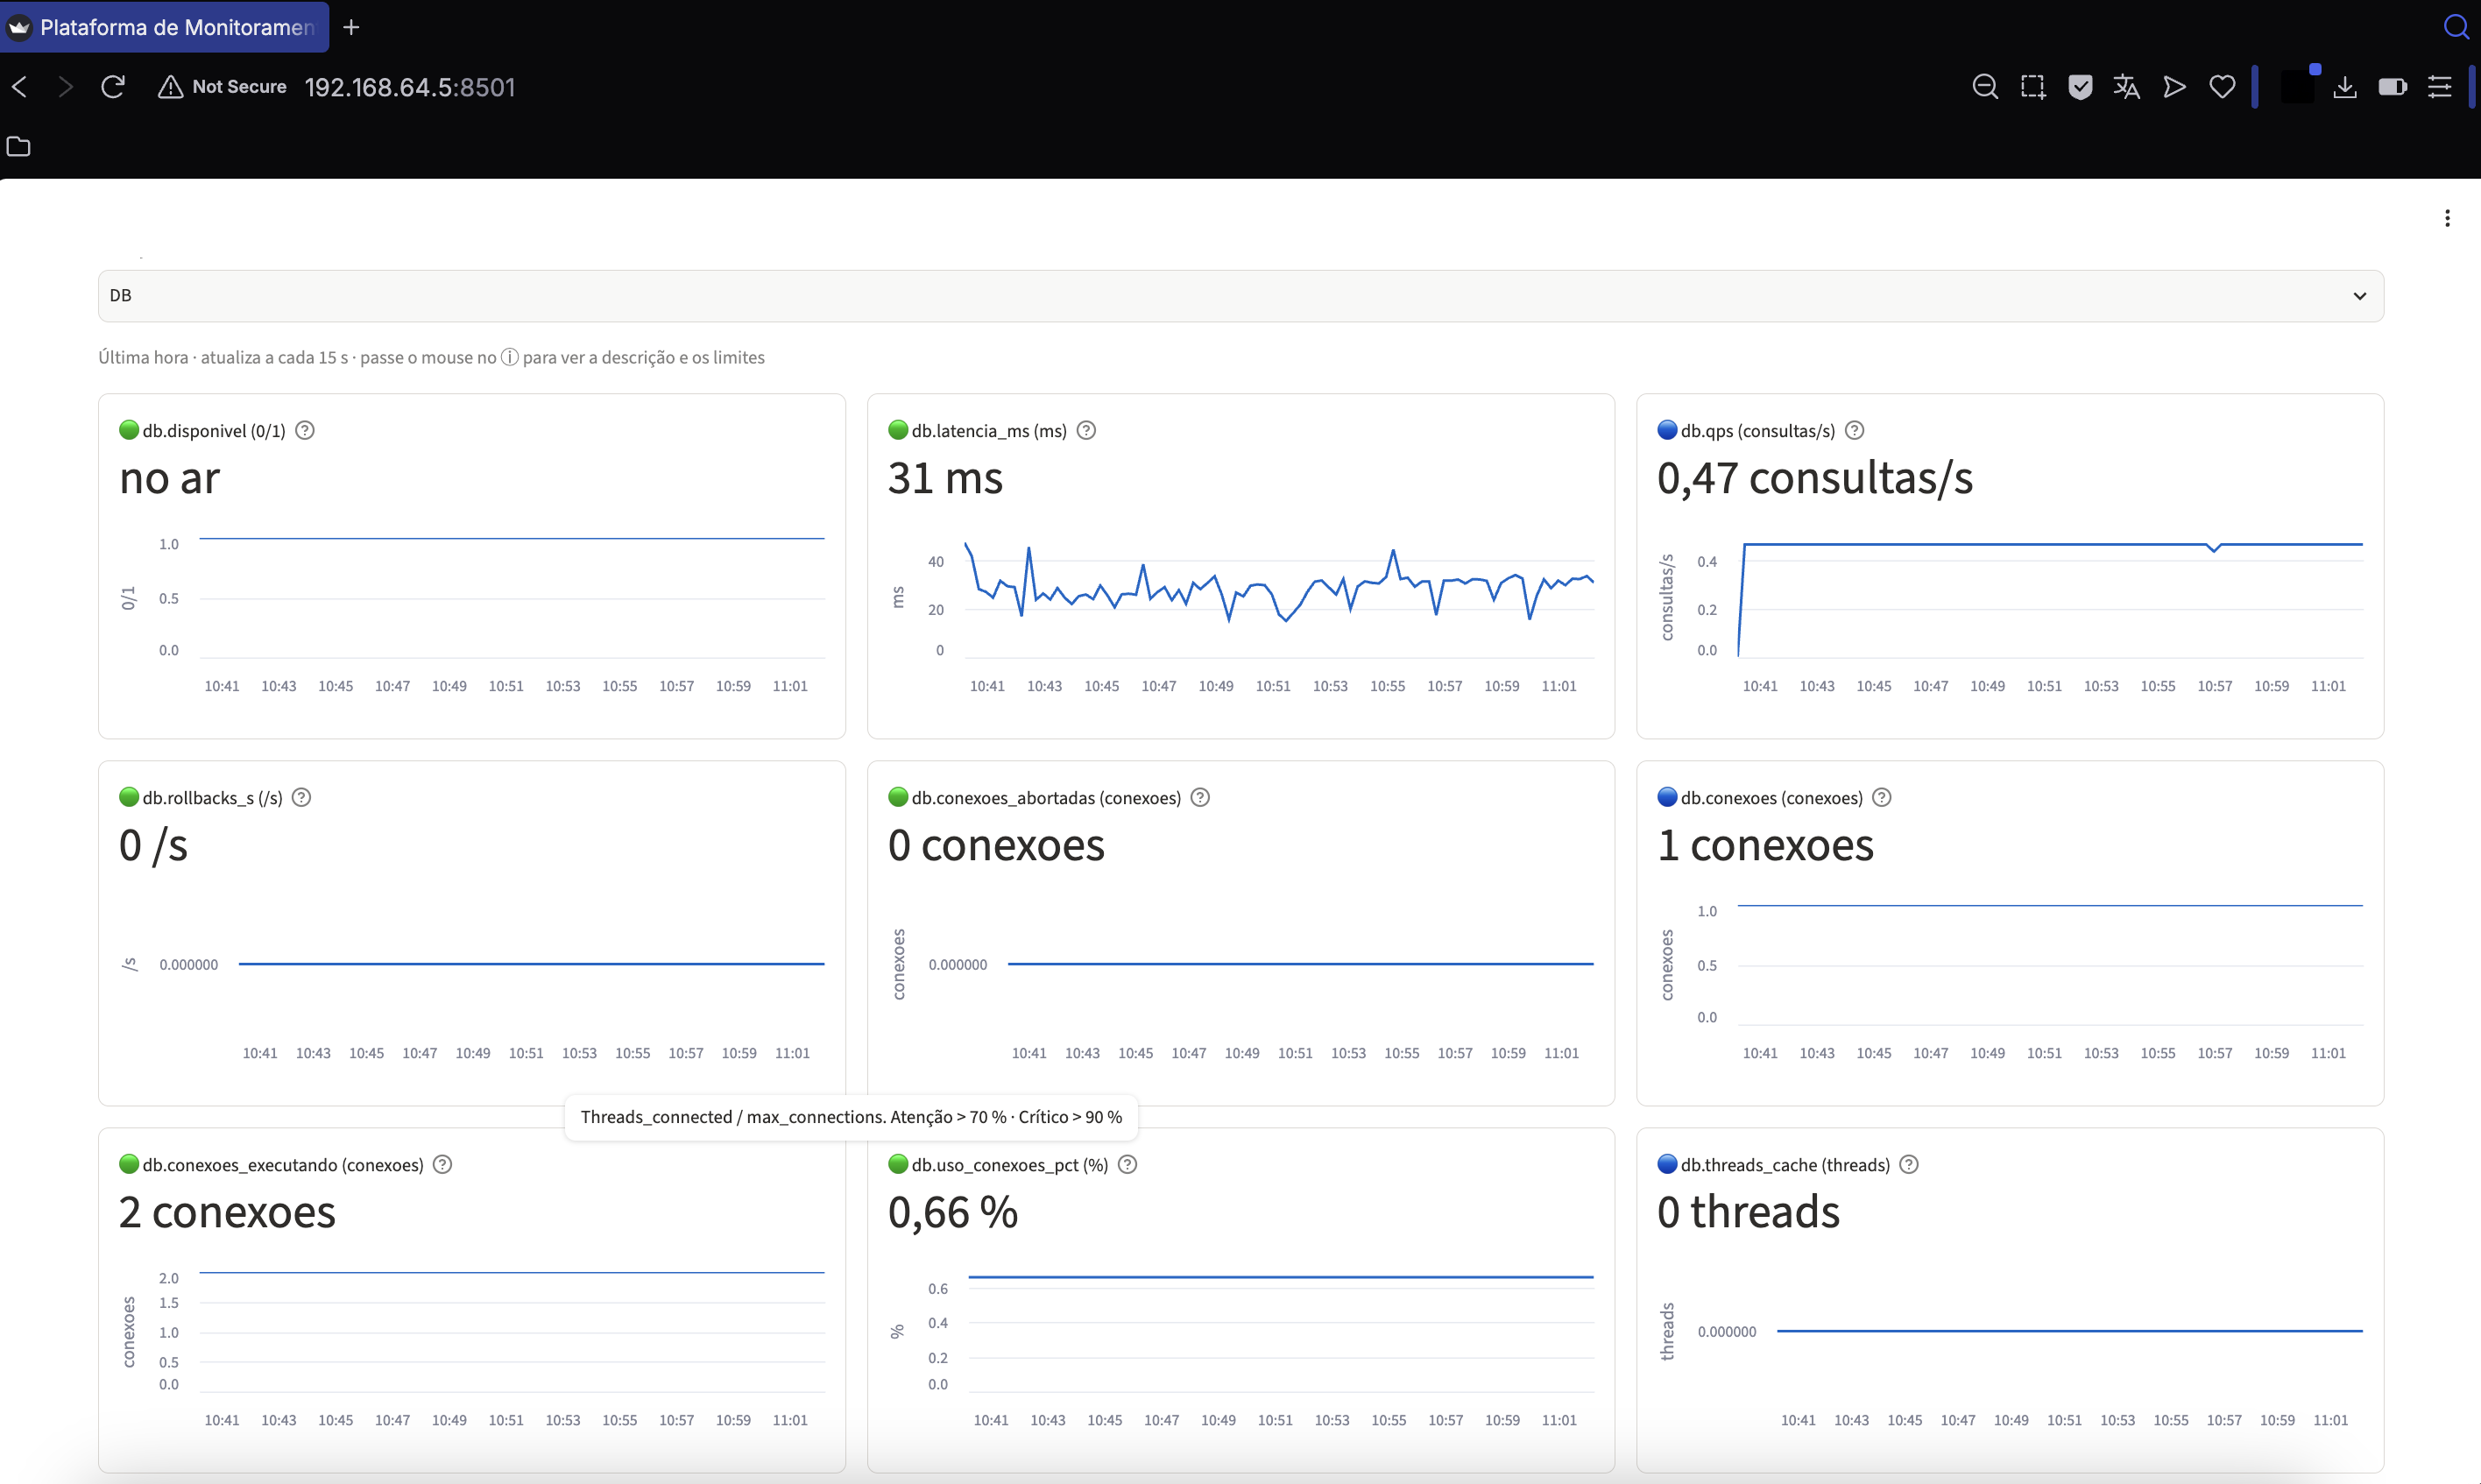 Plataforma de Monitoramen
Not Secure 192.168.64.5:8501
DB
Última hora · atualiza a cada 15 s · passe o mouse no ⓘ para ver a descrição e os limites
db.disponivel (0/1)
no ar
1.0
0.5
0.0
0/1
10:41 10:43 10:45 10:47 10:49 10:51 10:53 10:55 10:57 10:59 11:01
db.latencia_ms (ms)
31 ms
40
20
0
ms
10:41 10:43 10:45 10:47 10:49 10:51 10:53 10:55 10:57 10:59 11:01
db.qps (consultas/s)
0,47 consultas/s
0.4
0.2
0.0
consultas/s
10:41 10:43 10:45 10:47 10:49 10:51 10:53 10:55 10:57 10:59 11:01
db.rollbacks_s (/s)
0 /s
0.000000
/s
10:41 10:43 10:45 10:47 10:49 10:51 10:53 10:55 10:57 10:59 11:01
db.conexoes_abortadas (conexoes)
0 conexoes
0.000000
conexoes
10:41 10:43 10:45 10:47 10:49 10:51 10:53 10:55 10:57 10:59 11:01
db.conexoes (conexoes)
1 conexoes
1.0
0.5
0.0
conexoes
10:41 10:43 10:45 10:47 10:49 10:51 10:53 10:55 10:57 10:59 11:01
Threads_connected / max_connections. Atenção > 70 % · Crítico > 90 %
db.conexoes_executando (conexoes)
2 conexoes
2.0
1.5
1.0
0.5
0.0
conexoes
10:41 10:43 10:45 10:47 10:49 10:51 10:53 10:55 10:57 10:59 11:01
db.uso_conexoes_pct (%)
0,66 %
0.6
0.4
0.2
0.0
%
10:41 10:43 10:45 10:47 10:49 10:51 10:53 10:55 10:57 10:59 11:01
db.threads_cache (threads)
0 threads
0.000000
threads
10:41 10:43 10:45 10:47 10:49 10:51 10:53 10:55 10:57 10:59 11:01